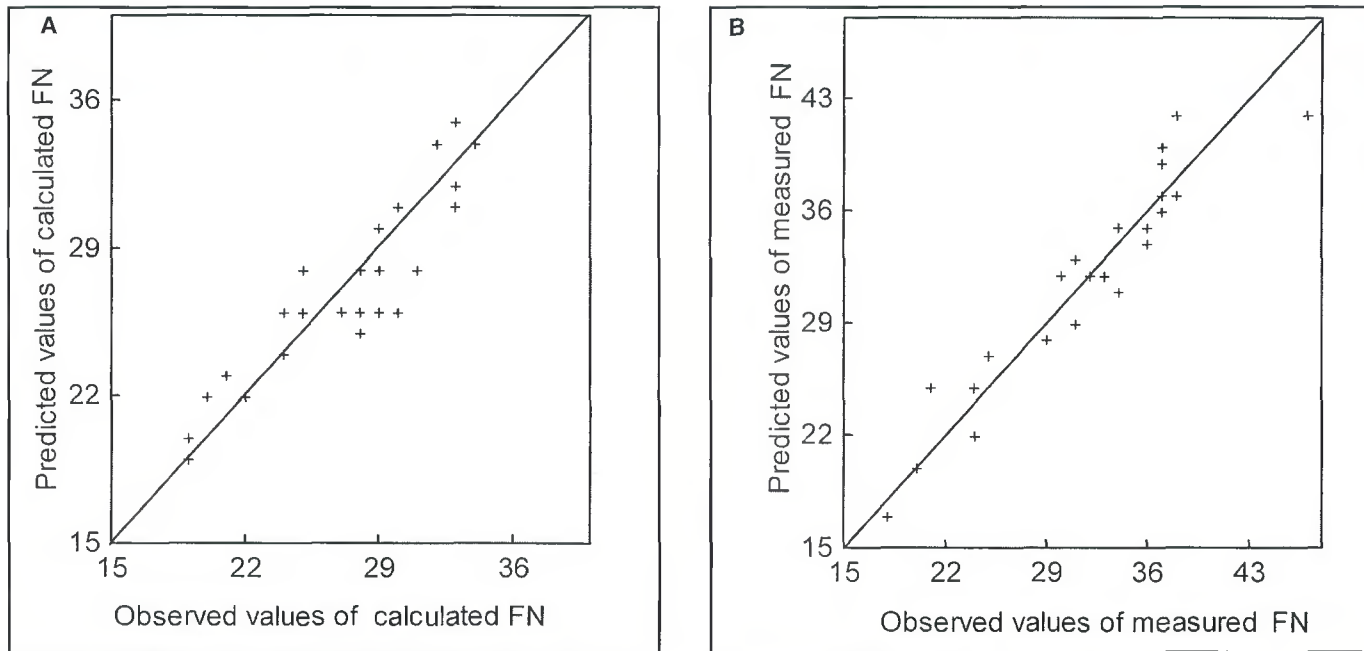 A
Predicted values of calculated FN
36
29
22
15
15 22 29 36
Observed values of calculated FN
B
Predicted values of measured FN
43
36
29
22
15
15 22 29 36 43
Observed values of measured FN